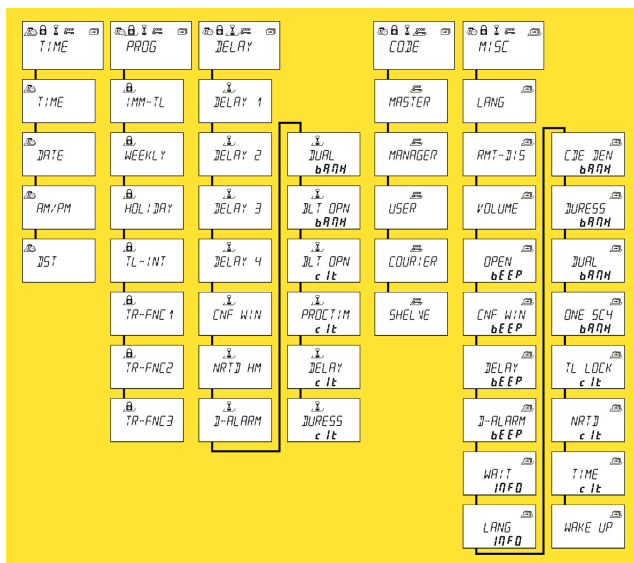 TIME
TIME
DATE
AM/PM
DST
PROG
IMM-TL
WEEKLY
HOLIDAY
TL-INT
TR-FNC1
TR-FNC2
TR-FNC3
DELAY
DELAY 1
DELAY 2
DELAY 3
DELAY 4
CNF WIN
NRTD HM
D-ALARM
DUAL
bANK
DLT OPN
bANK
DLT OPN
clt
PROCTIM
clt
DELAY
clt
DURESS
clt
CODE
MASTER
MANAGER
USER
COURIER
SHELVE
MISC
LANG
RMT-DIS
VOLUME
OPEN
bEEP
CNF WIN
bEEP
DELAY
bEEP
D-ALARM
bEEP
WAIT
INFO
LANG
INFO
CDE DEN
bANK
DURESS
bANK
DUAL
bANK
ONE SC4
bANK
TL LOCK
clt
NRTD
clt
TIME
clt
WAKE UP